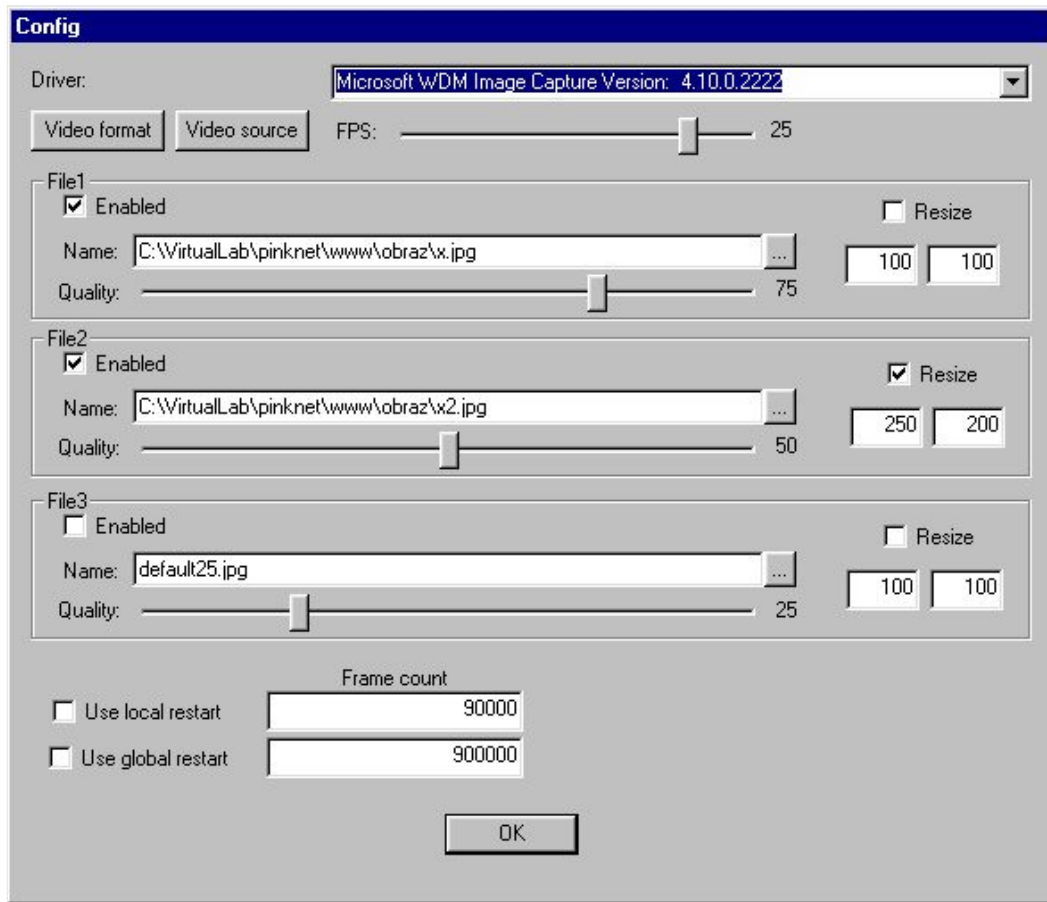 Config
Driver: Microsoft WDM Image Capture Version: 4.10.0.2222
Video format Video source FPS: 25
File1
Enabled Resize
Name: C:\VirtualLab\pinknet\www\obraz\x.jpg ... 100 100
Quality: 75
File2
Enabled Resize
Name: C:\VirtualLab\pinknet\www\obraz\x2.jpg ... 250 200
Quality: 50
File3
Enabled Resize
Name: default25.jpg ... 100 100
Quality: 25
Frame count
Use local restart 90000
Use global restart 900000
OK